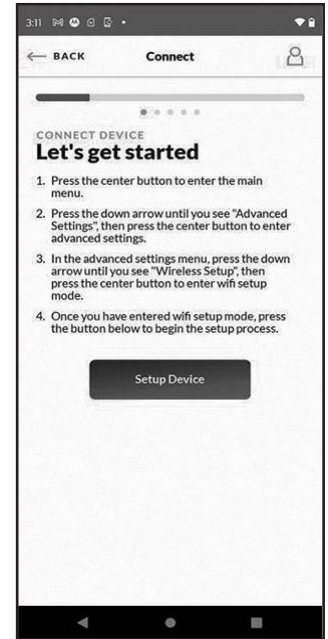 3:11
BACK Connect
CONNECT DEVICE
Let's get started
1. Press the center button to enter the main
menu.
2. Press the down arrow until you see "Advanced
Settings", then press the center button to enter
advanced settings.
3. In the advanced settings menu, press the down
arrow until you see "Wireless Setup", then
press the center button to enter wifi setup
mode.
4. Once you have entered wifi setup mode, press
the button below to begin the setup process.
Setup Device